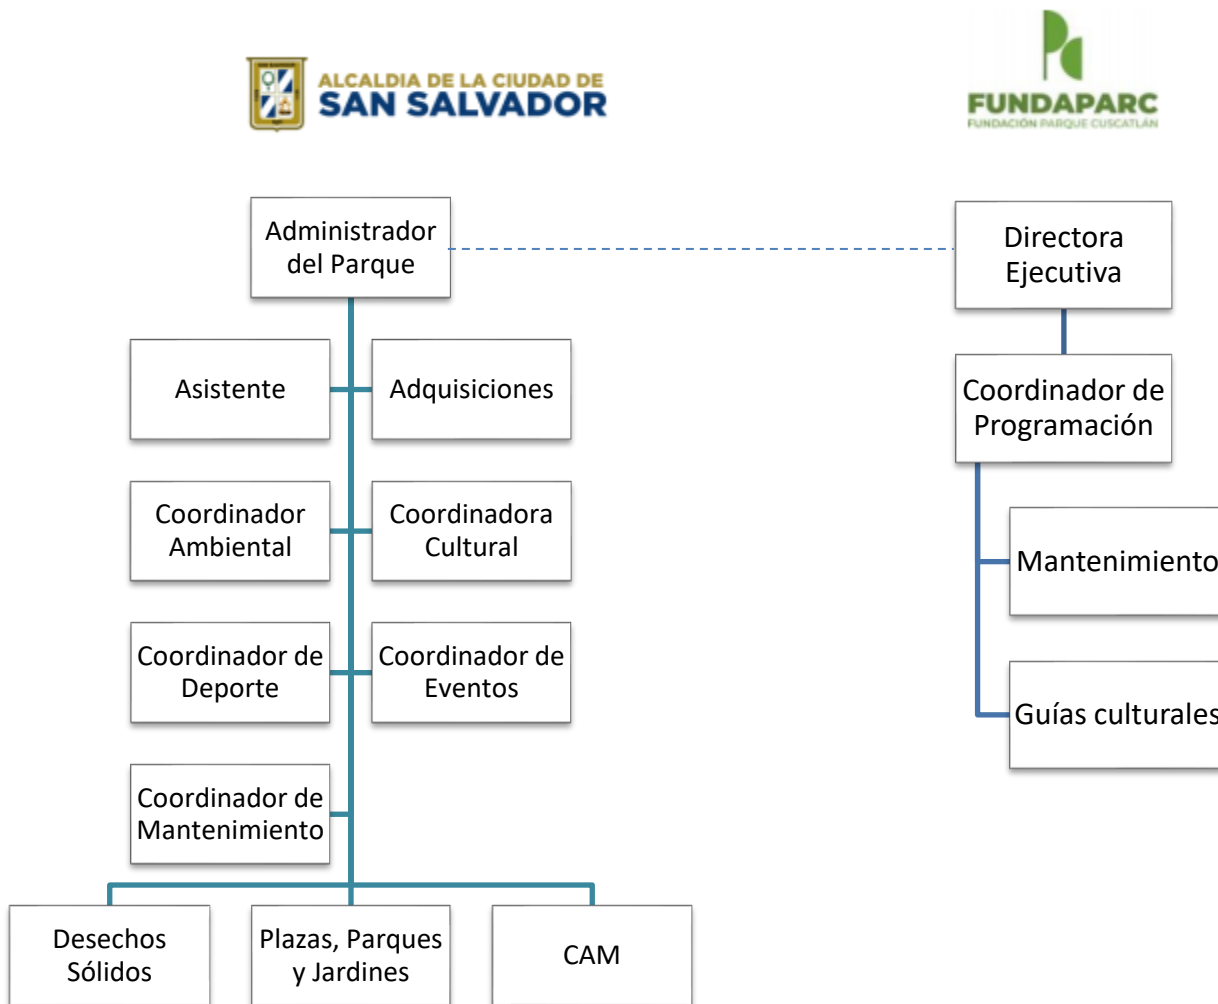 ALCALDIA DE LA CIUDAD DE
SAN SALVADOR
FUNDAPARC
FUNDACIÓN PARQUE CUSCATLÁN
Administrador
del Parque
Directora
Ejecutiva
Asistente
Adquisiciones
Coordinador de
Programación
Coordinador
Ambiental
Coordinadora
Cultural
Mantenimiento
Coordinador de
Deporte
Coordinador de
Eventos
Guías culturales
Coordinador de
Mantenimiento
Desechos
Sólidos
Plazas, Parques
y Jardines
CAM